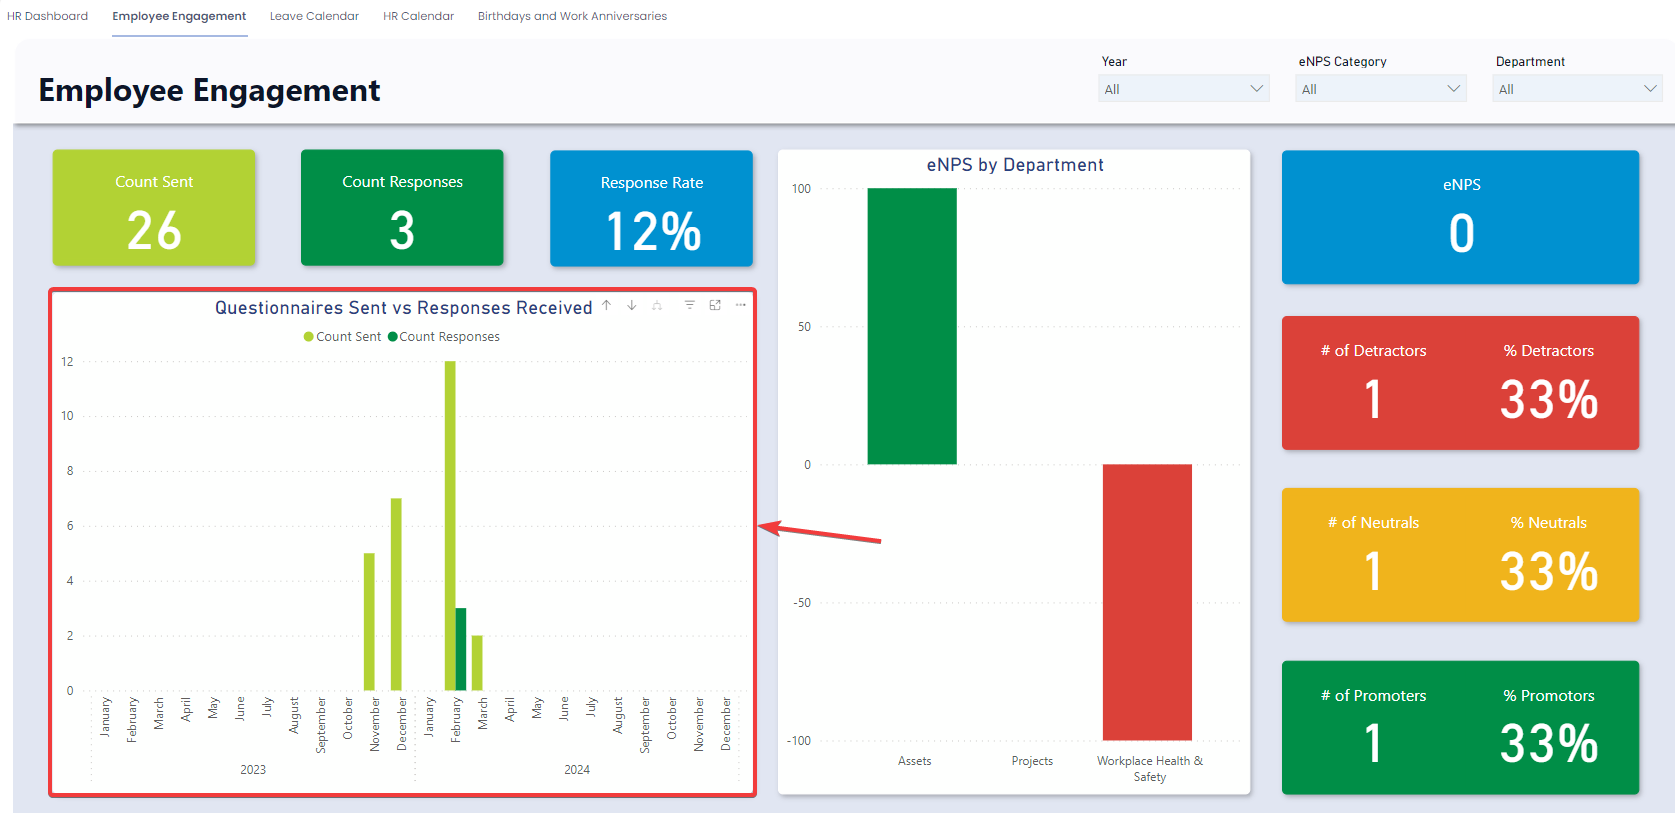 HR Dashboard Employee Engagement Leave Calendar HR Calendar Birthdays and Work Anniversaries
Employee Engagement
Year eNPS Category Department
All All All
Count Sent
26
Count Responses
3
Response Rate
12%
Questionnaires Sent vs Responses Received
Count Sent Count Responses
12
10
8
6
4
2
0
January February March April May June July August September October November December January February March April May June July August September October November December
2023 2024
eNPS by Department
100
50
0
-50
-100
Assets Projects Workplace Health &
Safety
eNPS
0
# of Detractors % Detractors
1 33%
# of Neutrals % Neutrals
1 33%
# of Promoters % Promotors
1 33%